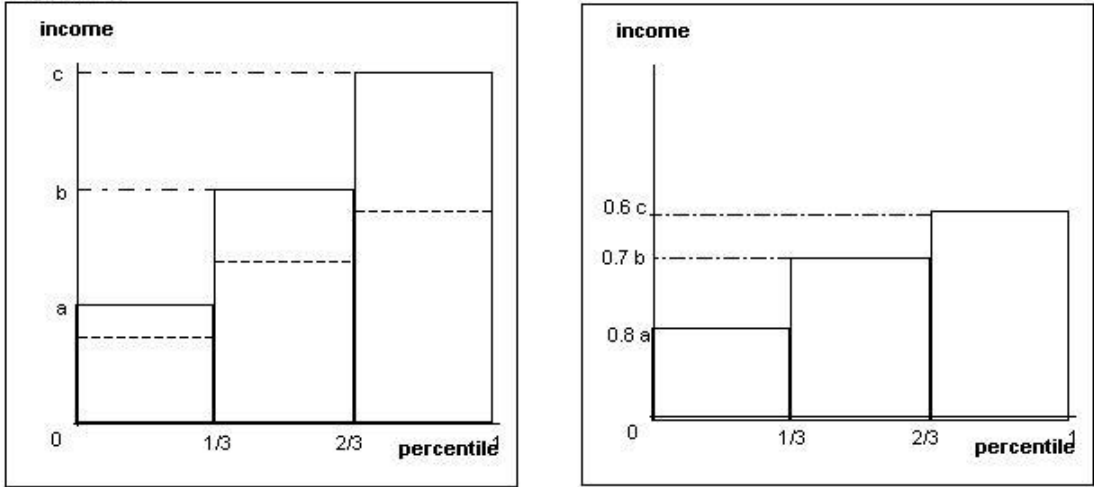 income
c
b
a
0
1/3
2/3
1
percentile
income
0.6 c
0.7 b
0.8 a
0
1/3
2/3
1
percentile